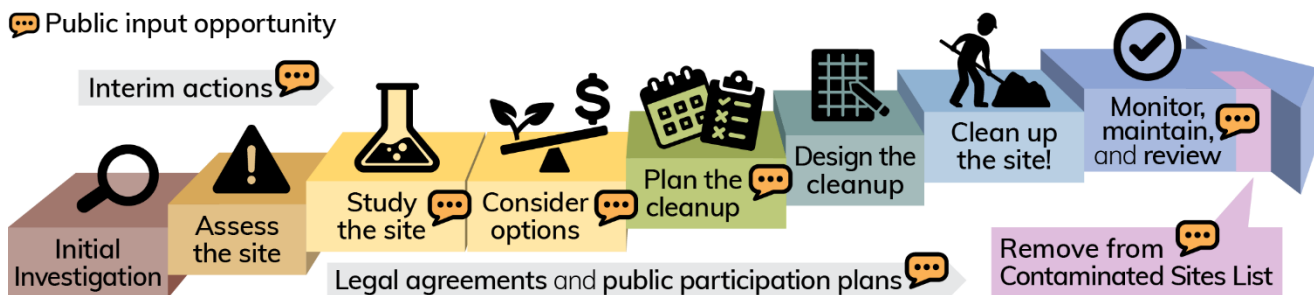 Public input opportunity
Interim actions
Initial
Investigation
Assess
the site
Study
the site
Consider
options
Plan the
cleanup
Design the
cleanup
Clean up
the site!
Monitor,
maintain,
and review
Legal agreements and public participation plans
Remove from
Contaminated Sites List